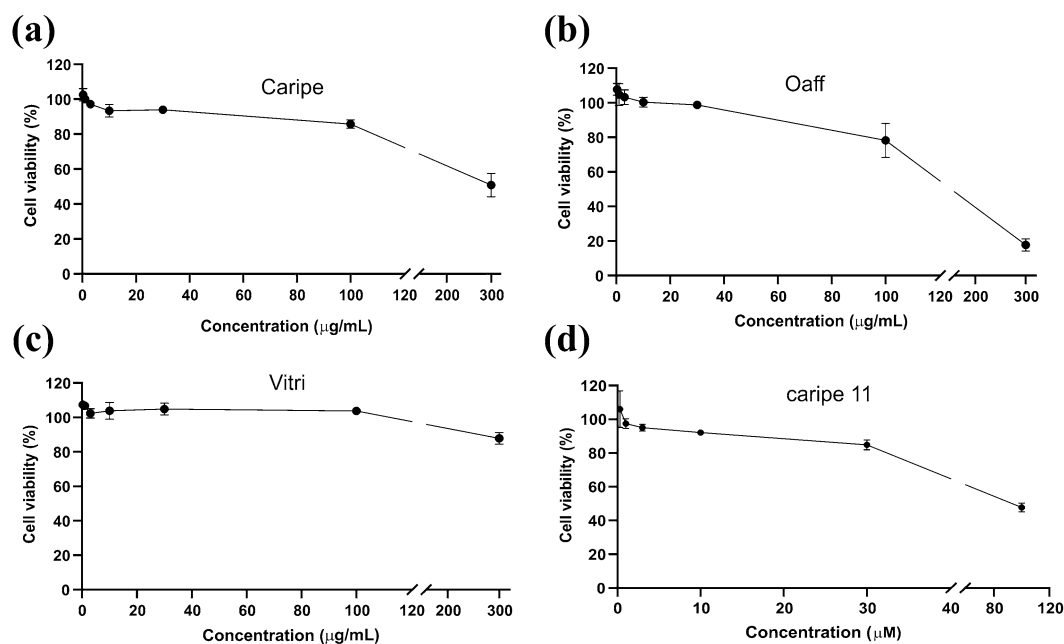 (a)
Caripe
Cell viability (%)
120
100
80
60
40
20
0
0 20 40 60 80 100 120 200 300
Concentration (μg/mL)
(b)
Oaff
Cell viability (%)
120
100
80
60
40
20
0
0 20 40 60 80 100 120 200 300
Concentration (μg/mL)
(c)
Vitri
Cell viability (%)
120
100
80
60
40
20
0
0 20 40 60 80 100 120 200 300
Concentration (μg/mL)
(d)
caripe 11
Cell viability (%)
120
100
80
60
40
20
0
0 10 20 30 40 80 100 120
Concentration (μM)